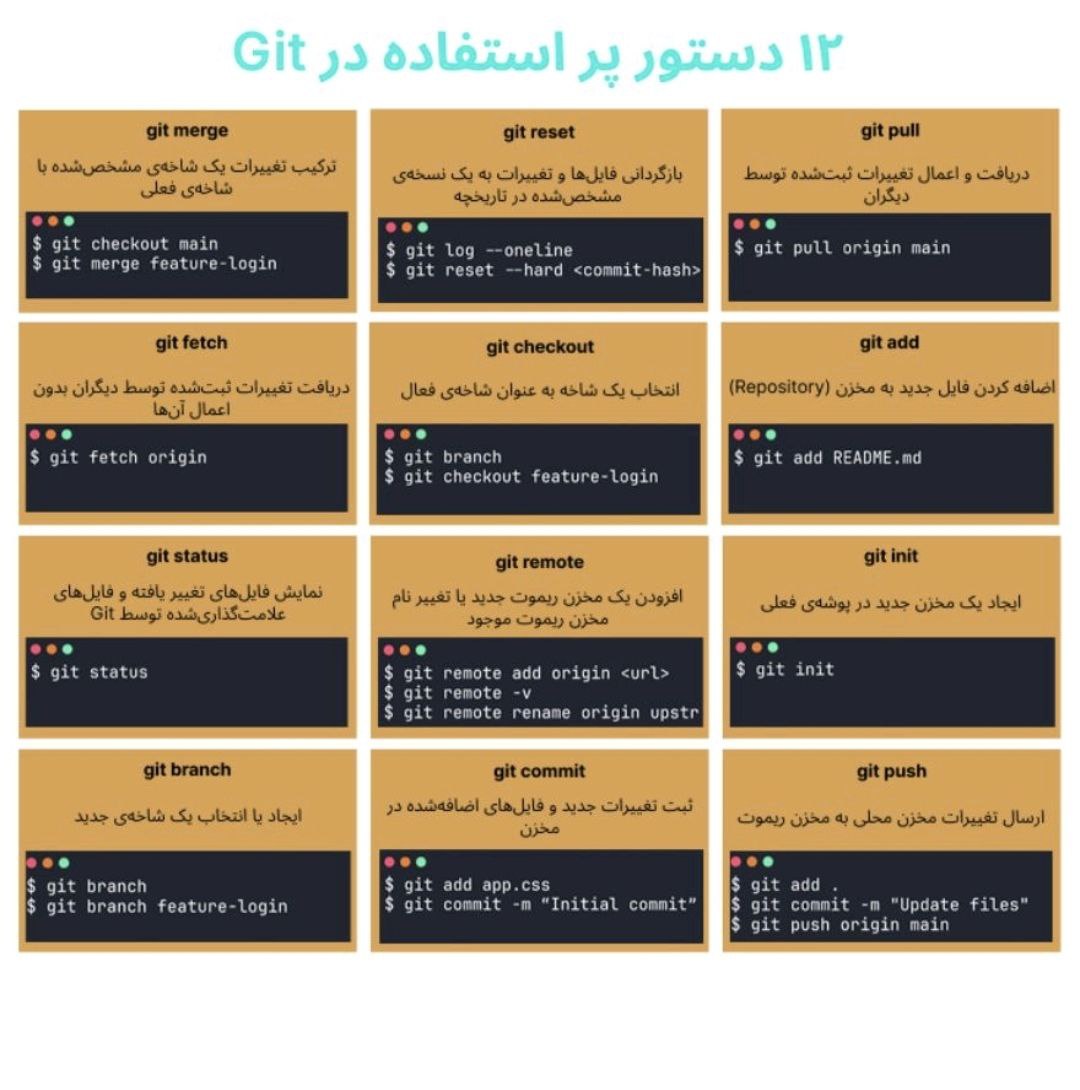 ۱۲ دستور پر استفاده در Git
git pull
دریافت و اعمال تغییرات ثبت‌شده توسط
دیگران
$ git pull origin main
git reset
بازگردانی فایل‌ها و تغییرات به یک نسخه‌ی
مشخص‌شده در تاریخچه
$ git log --oneline
$ git reset --hard <commit-hash>
git merge
ترکیب تغییرات یک شاخه‌ی مشخص‌شده با
شاخه‌ی فعلی
$ git checkout main
$ git merge feature-login
git add
اضافه کردن فایل جدید به مخزن (Repository)
$ git add README.md
git checkout
انتخاب یک شاخه به عنوان شاخه‌ی فعال
$ git branch
$ git checkout feature-login
git fetch
دریافت تغییرات ثبت‌شده توسط دیگران بدون
اعمال آن‌ها
$ git fetch origin
git init
ایجاد یک مخزن جدید در پوشه‌ی فعلی
$ git init
git remote
افزودن یک مخزن ریموت جدید یا تغییر نام
مخزن ریموت موجود
$ git remote add origin <url>
$ git remote -v
$ git remote rename origin upstr
git status
نمایش فایل‌های تغییر یافته و فایل‌های
علامت‌گذاری‌شده توسط Git
$ git status
git push
ارسال تغییرات مخزن محلی به مخزن ریموت
$ git add .
$ git commit -m "Update files"
$ git push origin main
git commit
ثبت تغییرات جدید و فایل‌های اضافه‌شده در
مخزن
$ git add app.css
$ git commit -m “Initial commit”
git branch
ایجاد یا انتخاب یک شاخه‌ی جدید
$ git branch
$ git branch feature-login